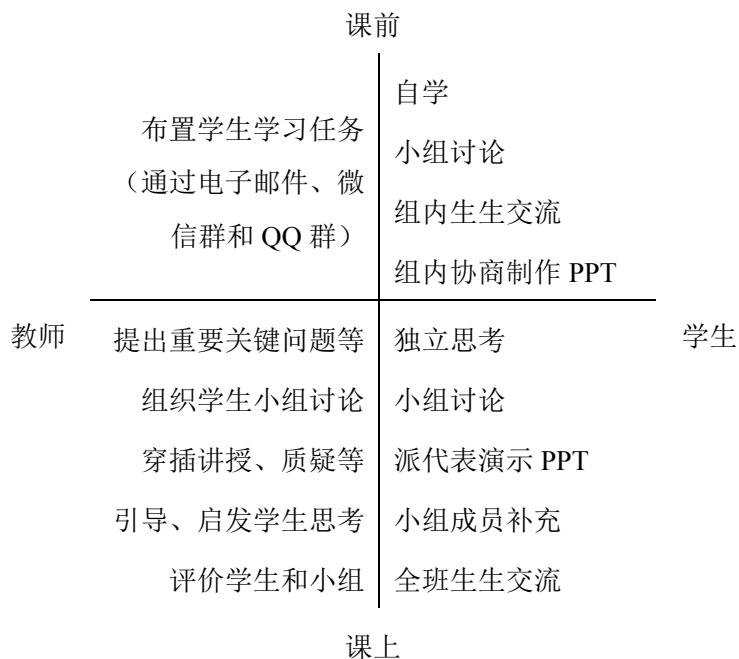 课前
布置学生学习任务
（通过电子邮件、微
信群和 QQ 群）
自学
小组讨论
组内生生交流
组内协商制作 PPT
教师
提出重要关键问题等
组织学生小组讨论
穿插讲授、质疑等
引导、启发学生思考
评价学生和小组
独立思考
小组讨论
派代表演示 PPT
小组成员补充
全班生生交流
学生
课上